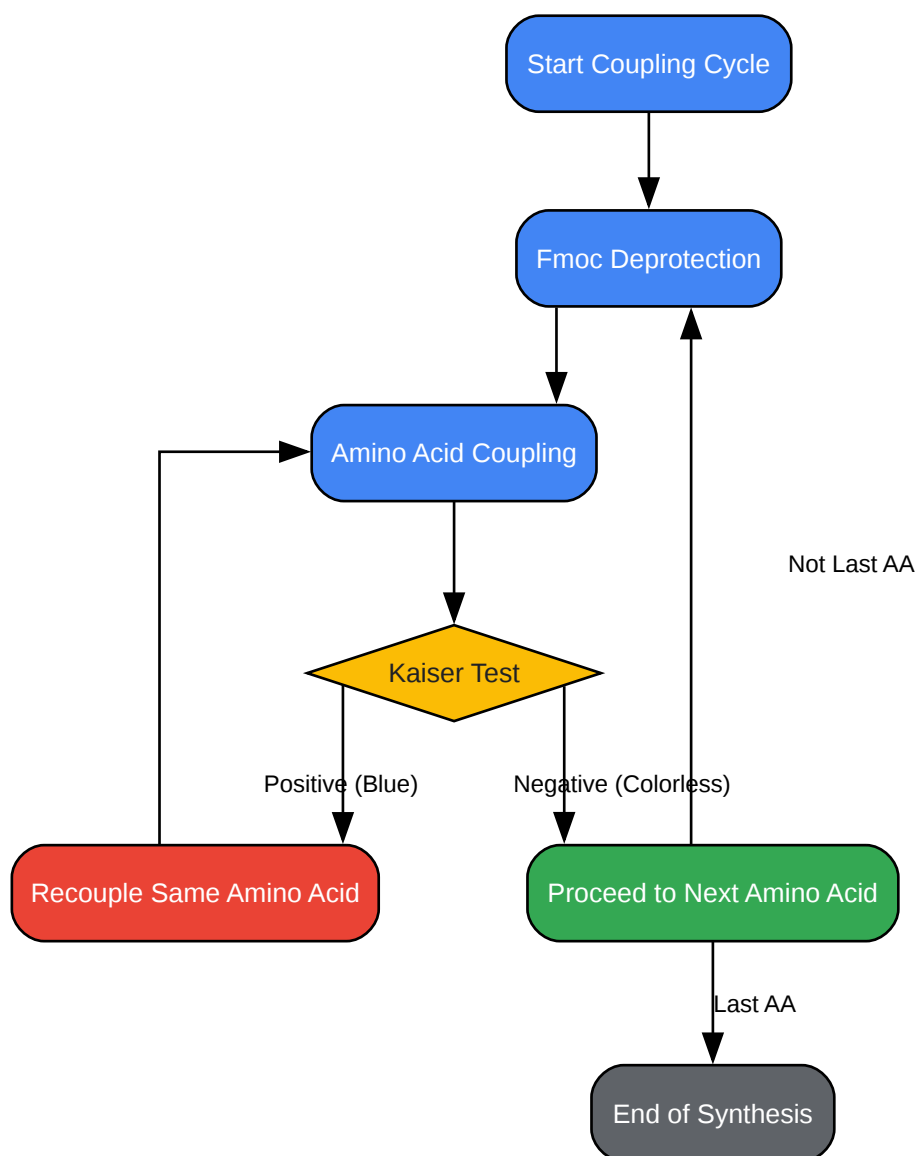 Start Coupling Cycle
Fmoc Deprotection
Amino Acid Coupling
Not Last AA
Kaiser Test
Positive (Blue)
Negative (Colorless)
Recouple Same Amino Acid
Proceed to Next Amino Acid
Last AA
End of Synthesis